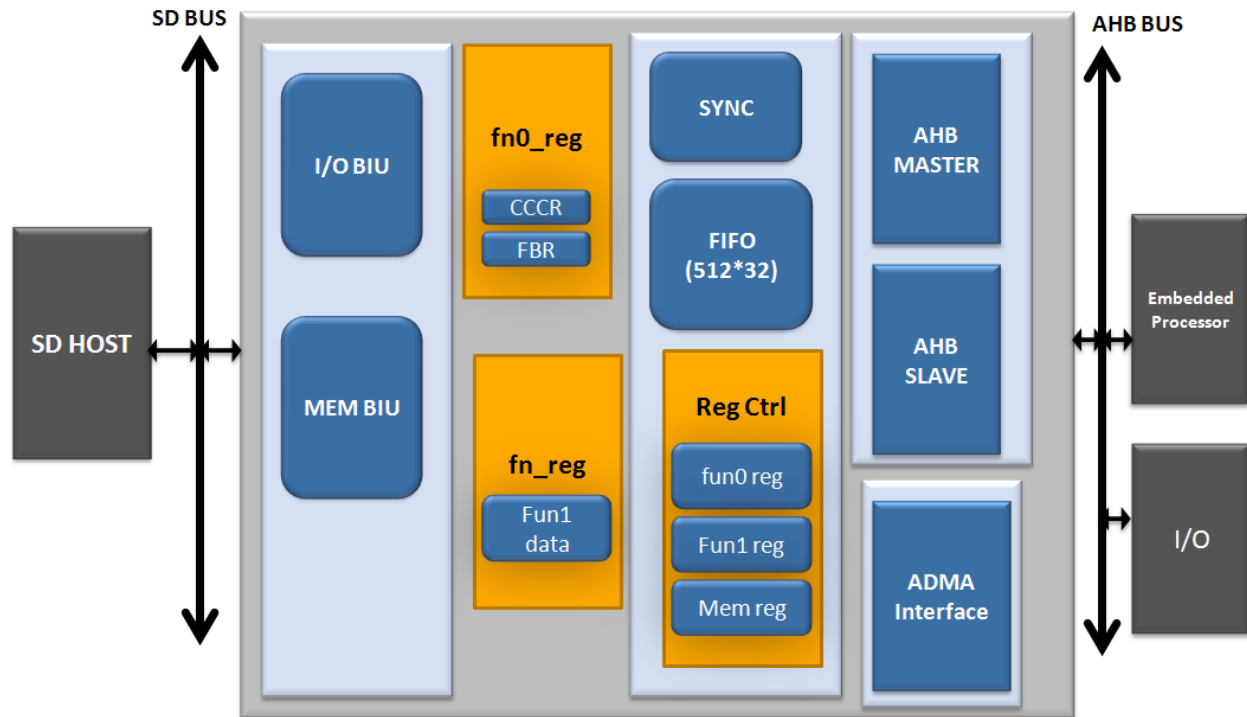 SD BUS
AHB BUS
SD HOST
I/O BIU
MEM BIU
fn0_reg
CCCR
FBR
fn_reg
Fun1
data
SYNC
FIFO
(512*32)
Reg Ctrl
fun0 reg
Fun1 reg
Mem reg
AHB
MASTER
AHB
SLAVE
ADMA
Interface
Embedded
Processor
I/O